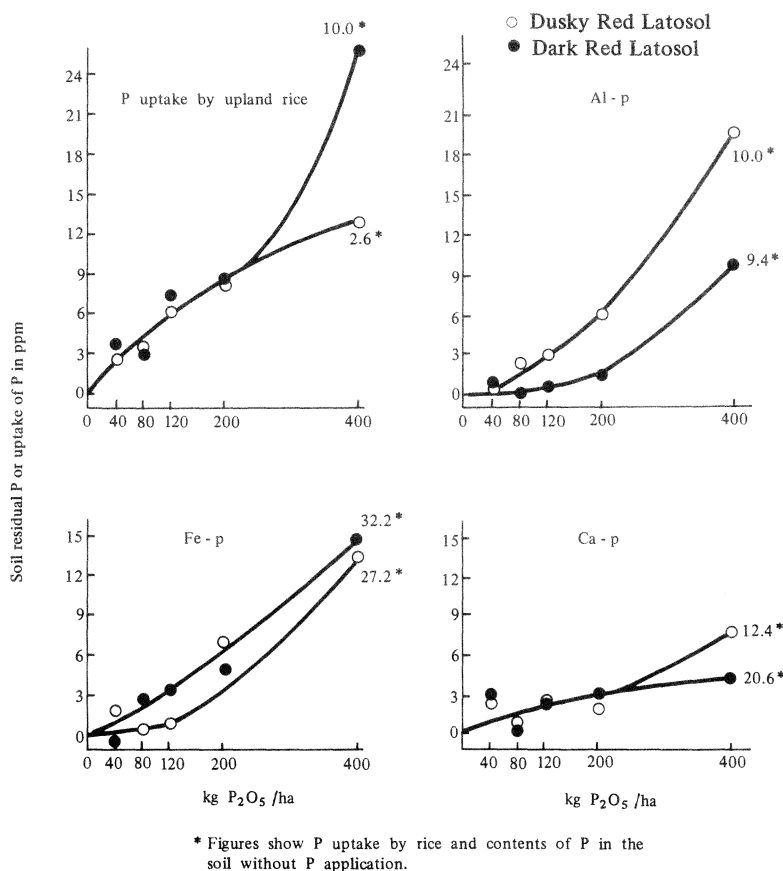 Dusky Red Latosol
Dark Red Latosol
10.0 *
24
21
18
15
12
9
6
3
0
P uptake by upland rice
2.6 *
0 40 80 120 200 400
24
21
18
15
12
9
6
3
0
Al - p
10.0 *
9.4 *
0 40 80 120 200 400
Soil residual P or uptake of P in ppm
15
12
9
6
3
0
Fe - p
32.2 *
27.2 *
0 40 80 120 200 400
kg P₂O₅ /ha
15
12
9
6
3
0
Ca - p
12.4 *
20.6 *
40 80 120 200 400
kg P₂O₅ /ha
* Figures show P uptake by rice and contents of P in the
soil without P application.